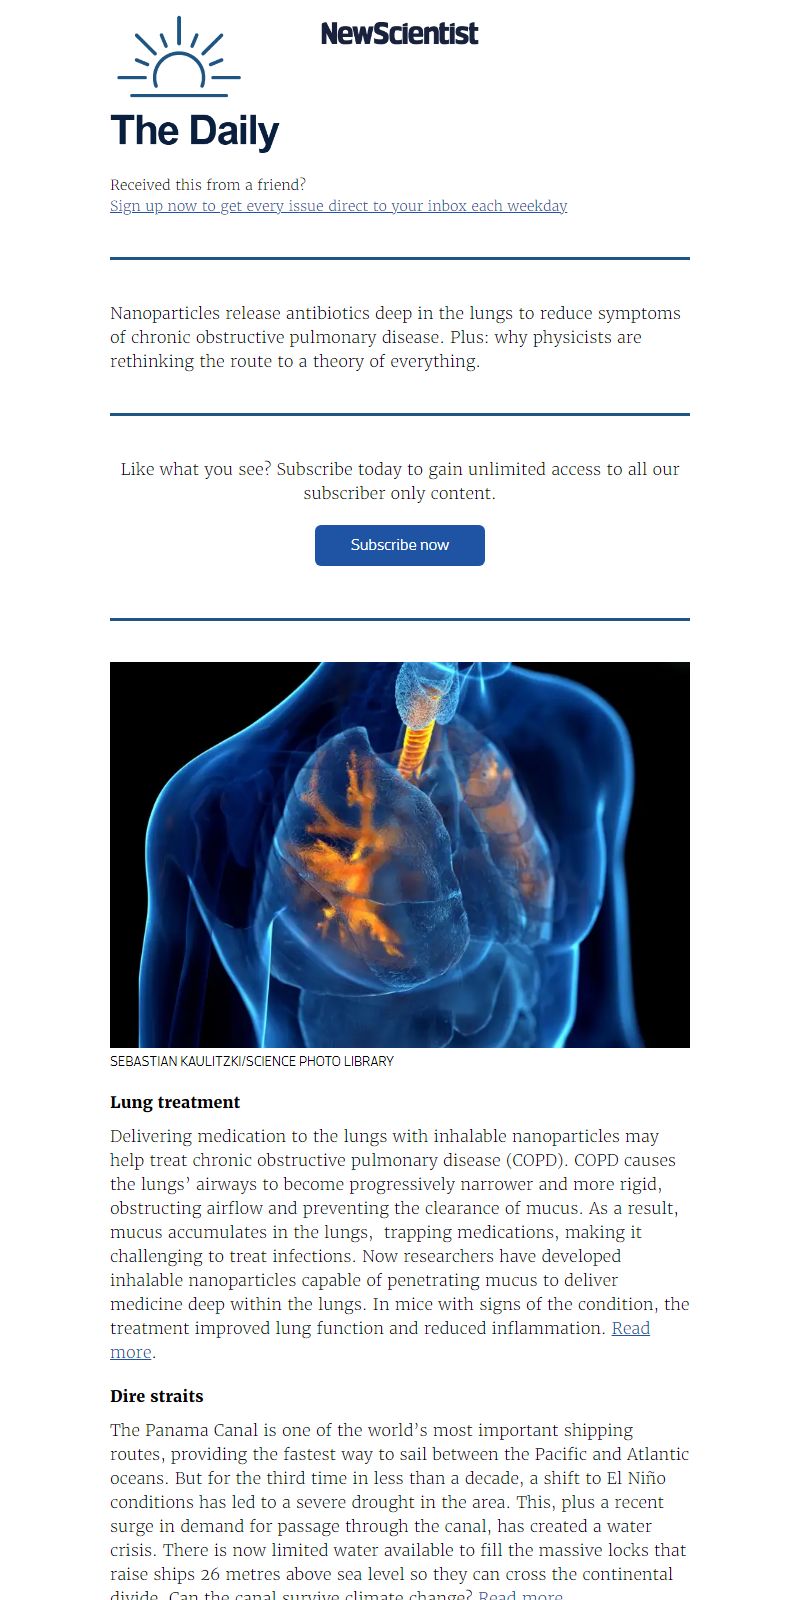 NewScientist
The Daily
Received this from a friend?
Sign up now to get every issue direct to your inbox each weekday
Nanoparticles release antibiotics deep in the lungs to reduce symptoms
of chronic obstructive pulmonary disease. Plus: why physicists are
rethinking the route to a theory of everything.
Like what you see? Subscribe today to gain unlimited access to all our
subscriber only content.
Subscribe now
SEBASTIAN KAULITZKI/SCIENCE PHOTO LIBRARY
Lung treatment
Delivering medication to the lungs with inhalable nanoparticles may
help treat chronic obstructive pulmonary disease (COPD). COPD causes
the lungs’ airways to become progressively narrower and more rigid,
obstructing airflow and preventing the clearance of mucus. As a result,
mucus accumulates in the lungs,  trapping medications, making it
challenging to treat infections. Now researchers have developed
inhalable nanoparticles capable of penetrating mucus to deliver
medicine deep within the lungs. In mice with signs of the condition, the
treatment improved lung function and reduced inflammation. Read
more.
Dire straits
The Panama Canal is one of the world’s most important shipping
routes, providing the fastest way to sail between the Pacific and Atlantic
oceans. But for the third time in less than a decade, a shift to El Niño
conditions has led to a severe drought in the area. This, plus a recent
surge in demand for passage through the canal, has created a water
crisis. There is now limited water available to fill the massive locks that
raise ships 26 metres above sea level so they can cross the continental
divide. Can the canal survive climate change? Read more.